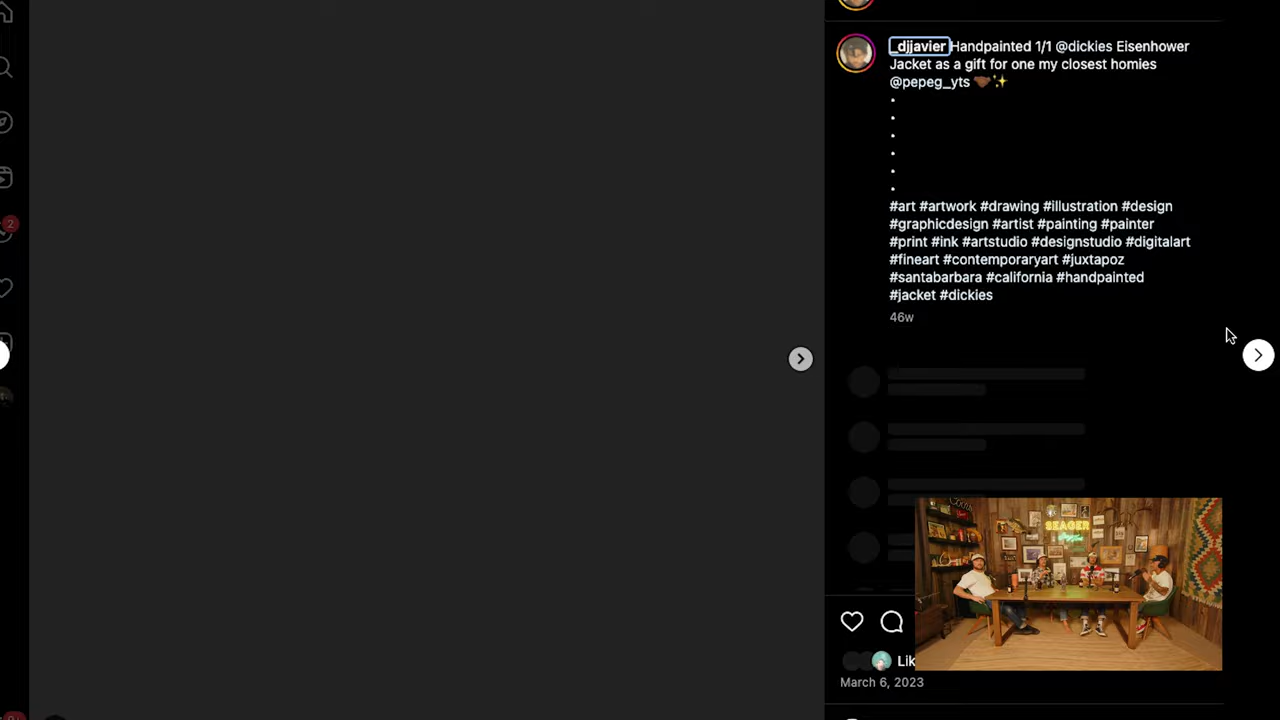 _djjavier Handpainted 1/1 @dickies Eisenhower
Jacket as a gift for one my closest homies
@pepeg_yts 🤝🏾✨
•
•
•
•
•
•
#art #artwork #drawing #illustration #design
#graphicdesign #artist #painting #painter
#print #ink #artstudio #designstudio #digitalart
#fineart #contemporaryart #juxtapoz
#santabarbara #california #handpainted
#jacket #dickies
46w
2
SEAGER
Lik
March 6, 2023